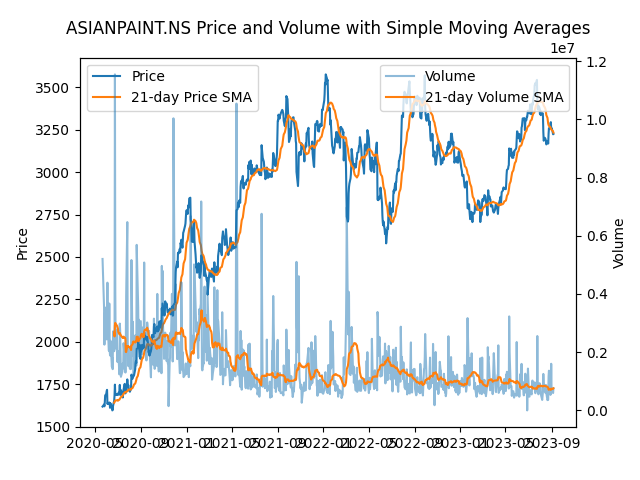 ASIANPAINT.NS Price and Volume with Simple Moving Averages
1e7
Price
21-day Price SMA
Volume
21-day Volume SMA
3500
3250
3000
2750
2500
2250
2000
1750
1500
Price
1.2
1.0
0.8
0.6
0.4
0.2
0.0
Volume
2020-05 2020-09 2021-01 2021-05 2021-09 2022-01 2022-05 2022-09 2023-01 2023-05 2023-09